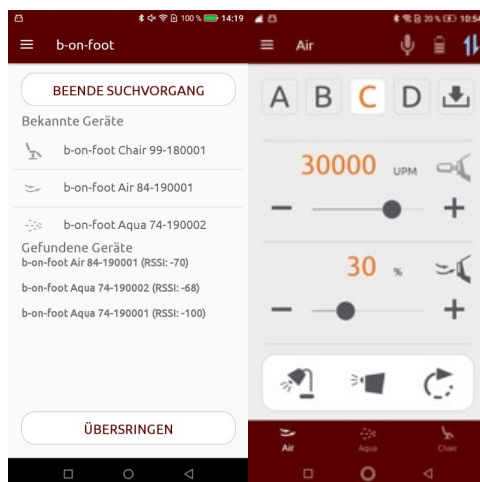 100 % 14:19
b-on-foot
BEENDE SUCHVORGANG
Bekannte Geräte
b-on-foot Chair 99-180001
b-on-foot Air 84-190001
b-on-foot Aqua 74-190002
Gefundene Geräte
b-on-foot Air 84-190001 (RSSI: -70)
b-on-foot Aqua 74-190002 (RSSI: -68)
b-on-foot Aqua 74-190001 (RSSI: -100)
ÜBERSRINGEN
20 % 10:54
Air
A B C D
30000 UPM
− +
30 %
− +
Air Aqua Chair